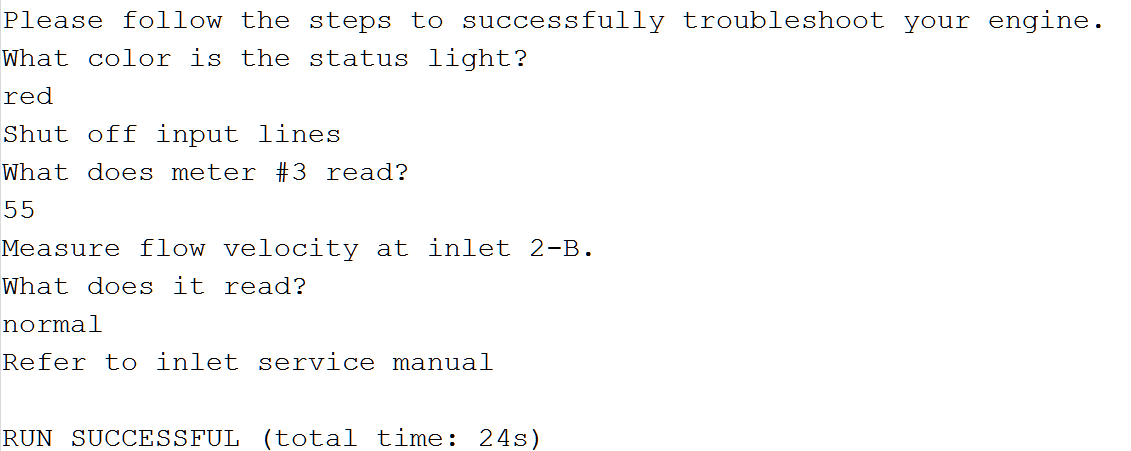 Please follow the steps to successfully troubleshoot your engine.
What color is the status light?
red
Shut off input lines
What does meter #3 read?
55
Measure flow velocity at inlet 2-B.
What does it read?
normal
Refer to inlet service manual
RUN SUCCESSFUL (total time: 24s)